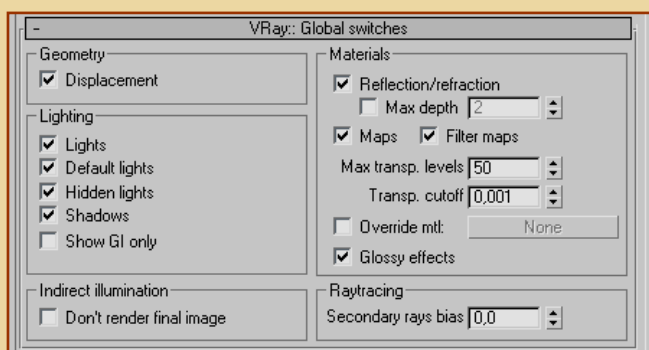 - VRay:: Global switches
Geometry
Displacement
Lighting
Lights
Default lights
Hidden lights
Shadows
Show GI only
Indirect illumination
Don't render final image
Materials
Reflection/refraction
Max depth 2
Maps Filter maps
Max transp. levels 50
Transp. cutoff 0,001
Override mtl: None
Glossy effects
Raytracing
Secondary rays bias 0,0